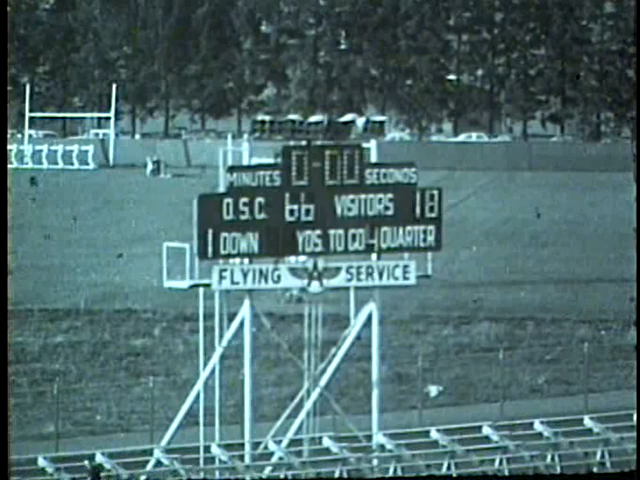 MINUTES 0-00 SECONDS
O.S.C. 66 VISITORS 18
1 DOWN YDS. TO GO 4 QUARTER
FLYING A SERVICE